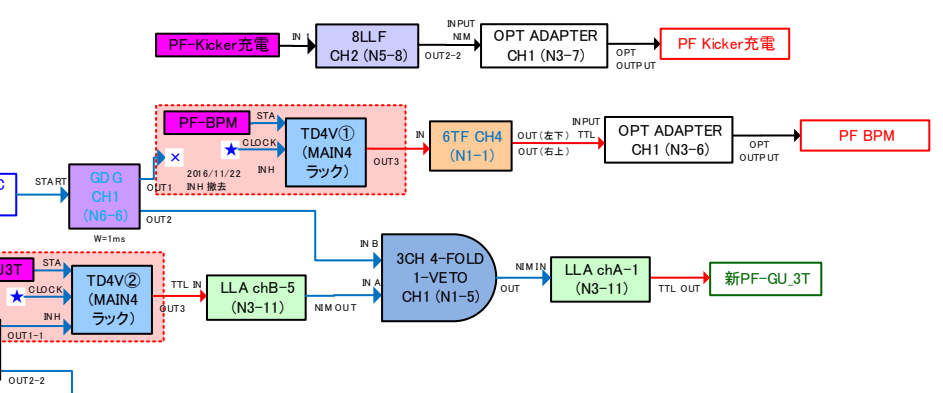 PF-Kicker充電
IN 1
8LLF
CH2 (N5-8)
OUT2-2
INPUT
NIM
OPT ADAPTER
CH1 (N3-7)
OPT
OUTPUT
PF Kicker充電
PF-BPM
STA
★
CLOCK
INH
×
2016/11/22
INH 撤去
TD4V①
(MAIN4
ラック)
OUT3
IN
6TF CH4
(N1-1)
OUT(左下)
OUT(右上)
INPUT
TTL
OPT ADAPTER
CH1 (N3-6)
OPT
OUTPUT
PF BPM
C
START
GDG
CH1
(N6-6)
W=1ms
OUT1
OUT2
U3T
STA
★
CLOCK
INH
OUT1-1
TD4V②
(MAIN4
ラック)
OUT3
TTL IN
LLA chB-5
(N3-11)
NIM OUT
IN B
IN A
3CH 4-FOLD
1-VETO
CH1 (N1-5)
OUT
NIM IN
LLA chA-1
(N3-11)
TTL OUT
新PF-GU_3T
OUT2-2